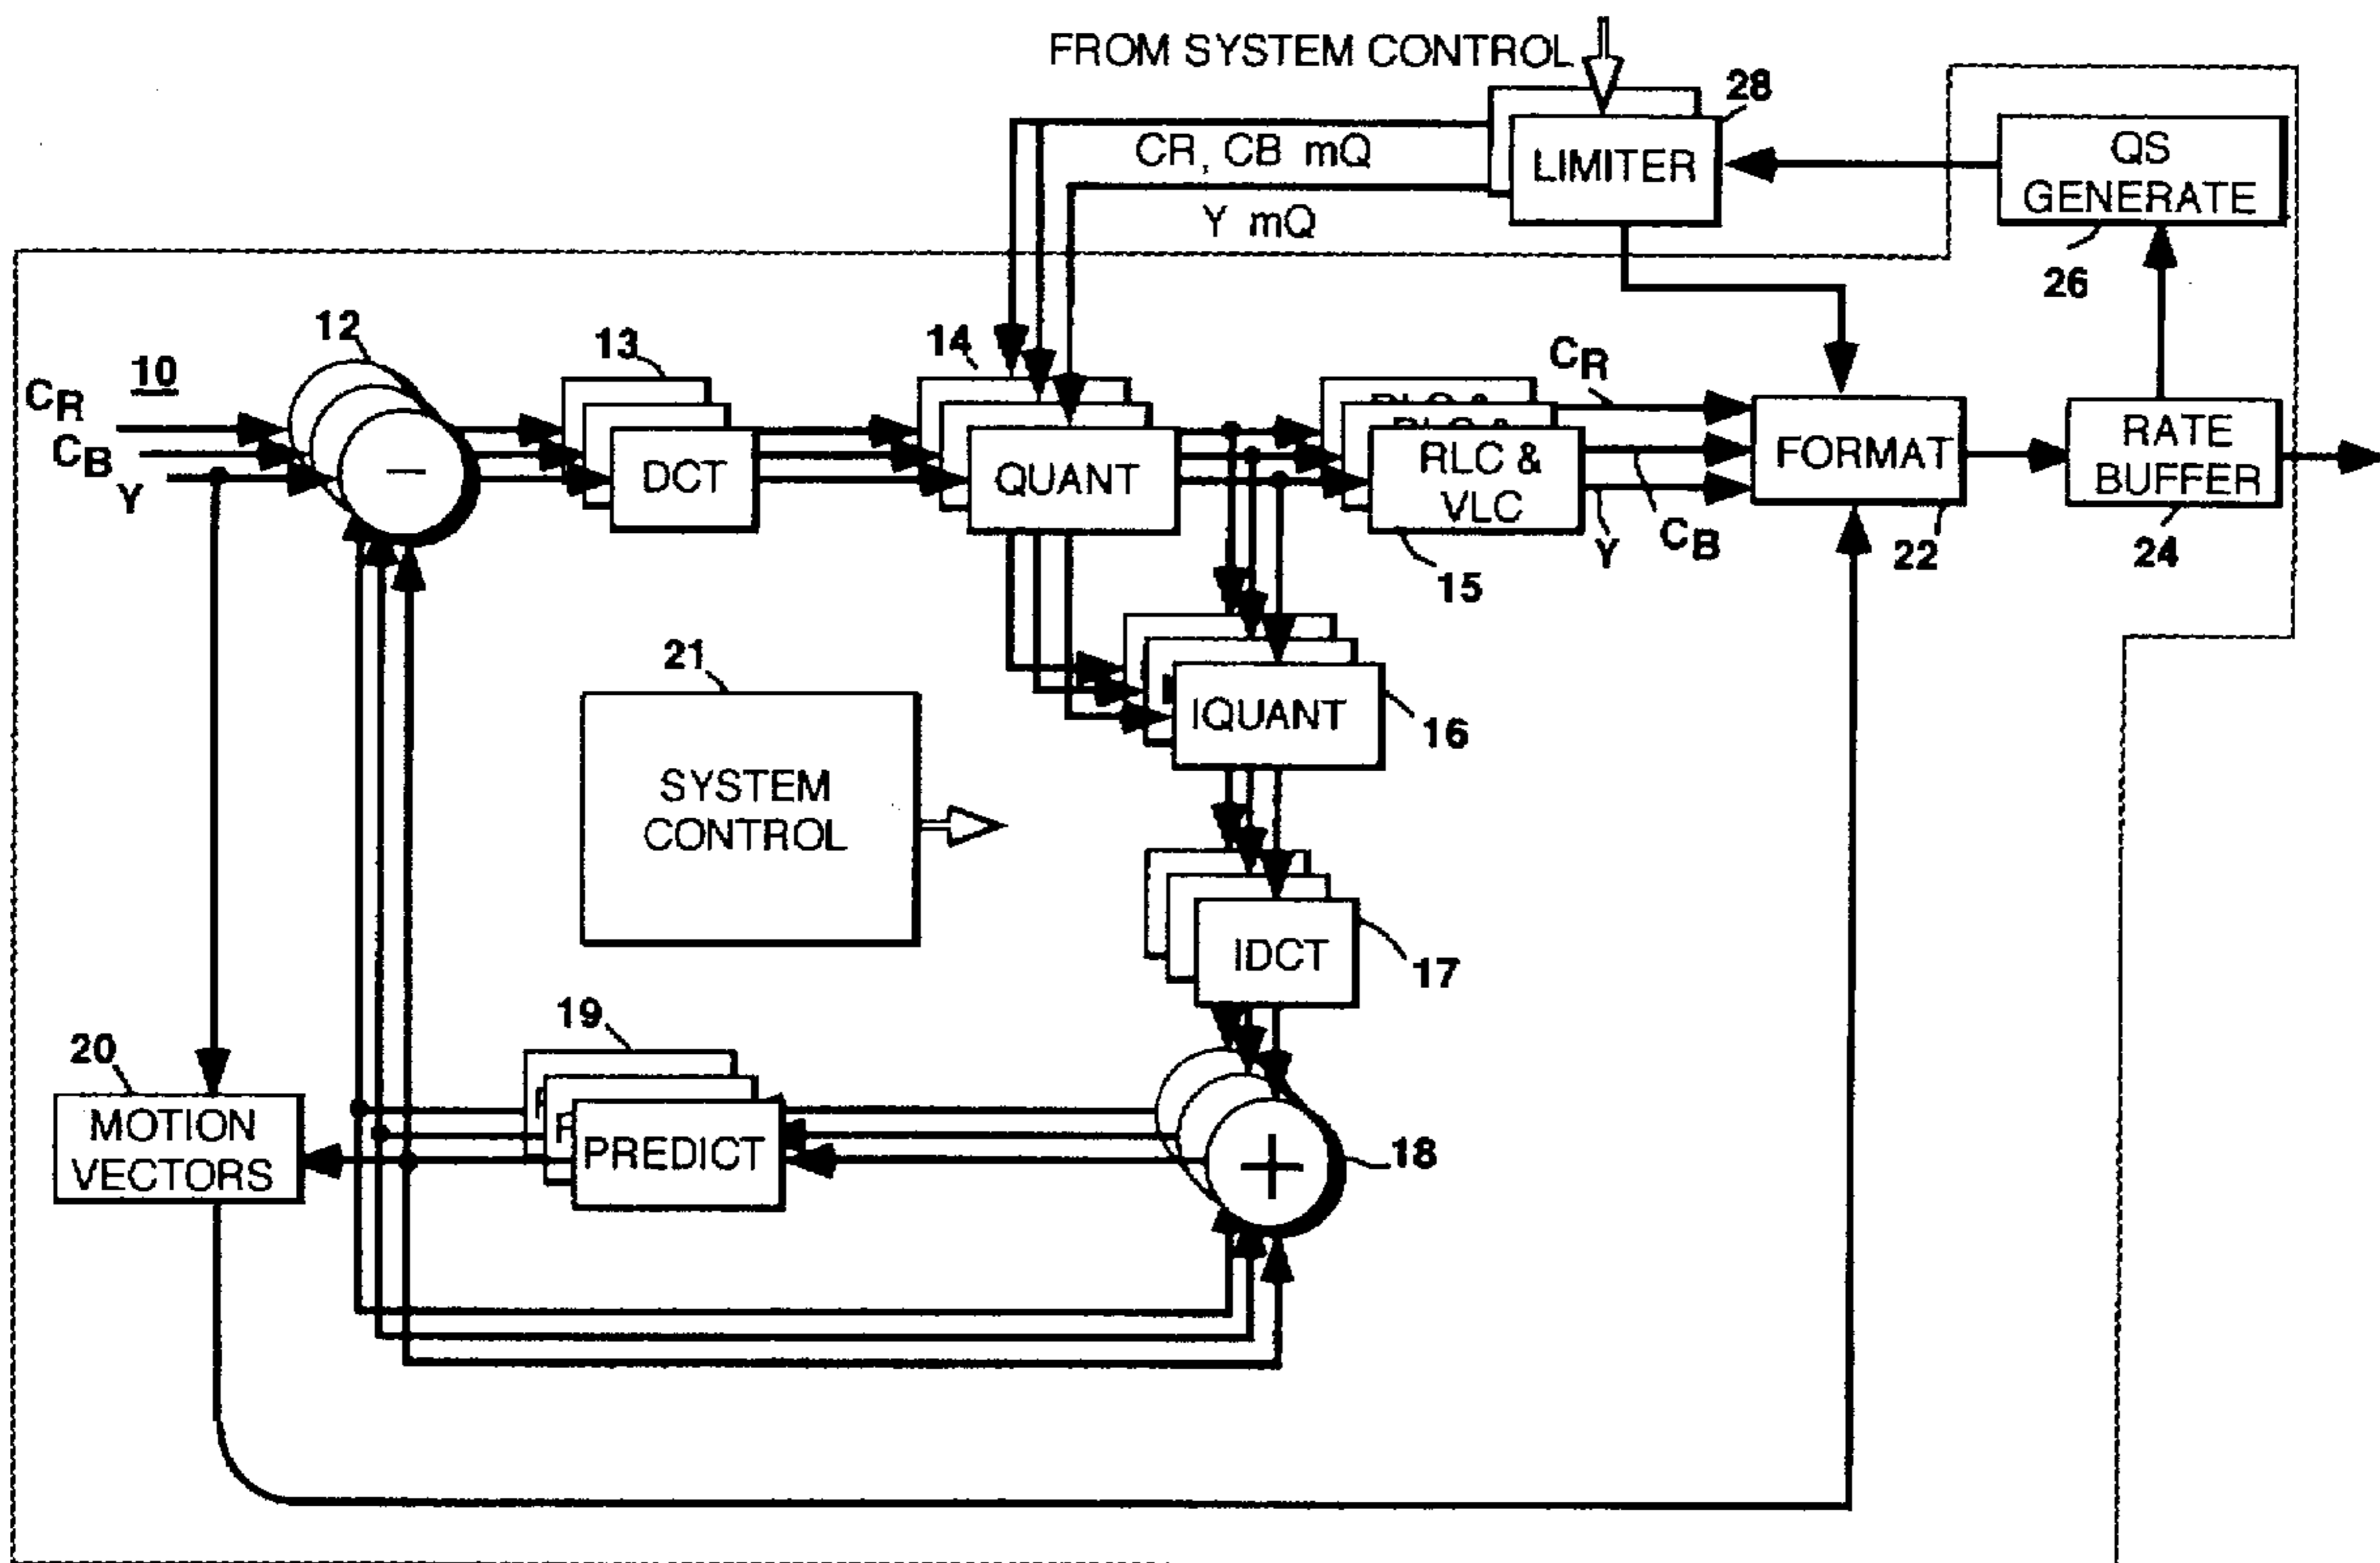 FROM SYSTEM CONTROL
28
CR, CB mQ
LIMITER
QS
GENERATE
Y mQ
26
12
13
14
10
CR
CB
Y
CR
RLC &
RLC &
−
DCT
QUANT
RLC &
VLC
FORMAT
RATE
BUFFER
Y
CB
22
24
15
21
IQUANT
16
SYSTEM
CONTROL
IDCT
17
19
20
MOTION
VECTORS
PREDICT
+
18